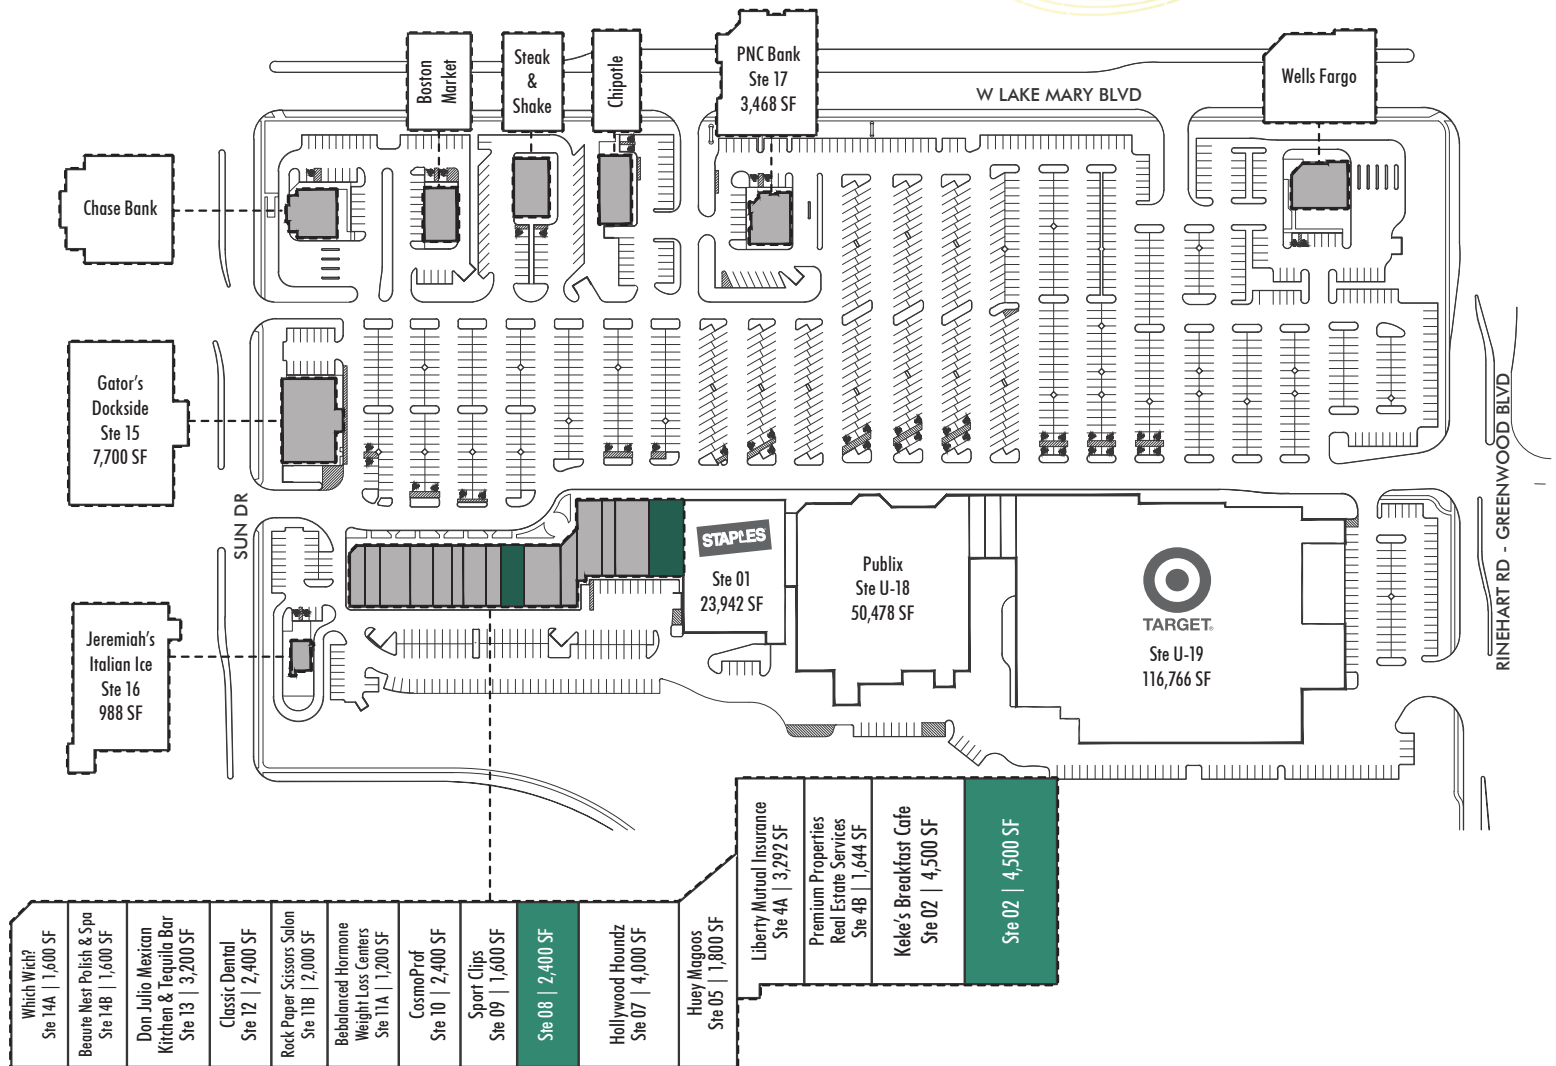 Boston
Market
Steak
&
Shake
Chipotle
PNC Bank
Ste 17
3,468 SF
W LAKE MARY BLVD
Wells Fargo
Chase Bank
Gator's
Dockside
Ste 15
7,700 SF
SUN DR
RINEHART RD - GREENWOOD BLVD
STAPLES
Ste 01
23,942 SF
Publix
Ste U-18
50,478 SF
TARGET
Ste U-19
116,766 SF
Jeremiah's
Italian Ice
Ste 16
988 SF
Which Wich?
Ste 14A | 1,600 SF
Beaute Nest Polish & Spa
Ste 14B | 1,600 SF
Don Julio Mexican
Kitchen & Tequila Bar
Ste 13 | 3,200 SF
Classic Dental
Ste 12 | 2,400 SF
Rock Paper Scissors Salon
Ste 11B | 2,000 SF
Bebalanced Hormone
Weight Loss Centers
Ste 11A | 1,200 SF
CosmoProf
Ste 10 | 2,400 SF
Sport Clips
Ste 09 | 1,600 SF
Ste 08 | 2,400 SF
Hollywood Houndz
Ste 07 | 4,000 SF
Huey Magoos
Ste 05 | 1,800 SF
Liberty Mutual Insurance
Ste 4A | 3,292 SF
Premium Properties
Real Estate Services
Ste 4B | 1,644 SF
Keke's Breakfast Cafe
Ste 02 | 4,500 SF
Ste 02 | 4,500 SF